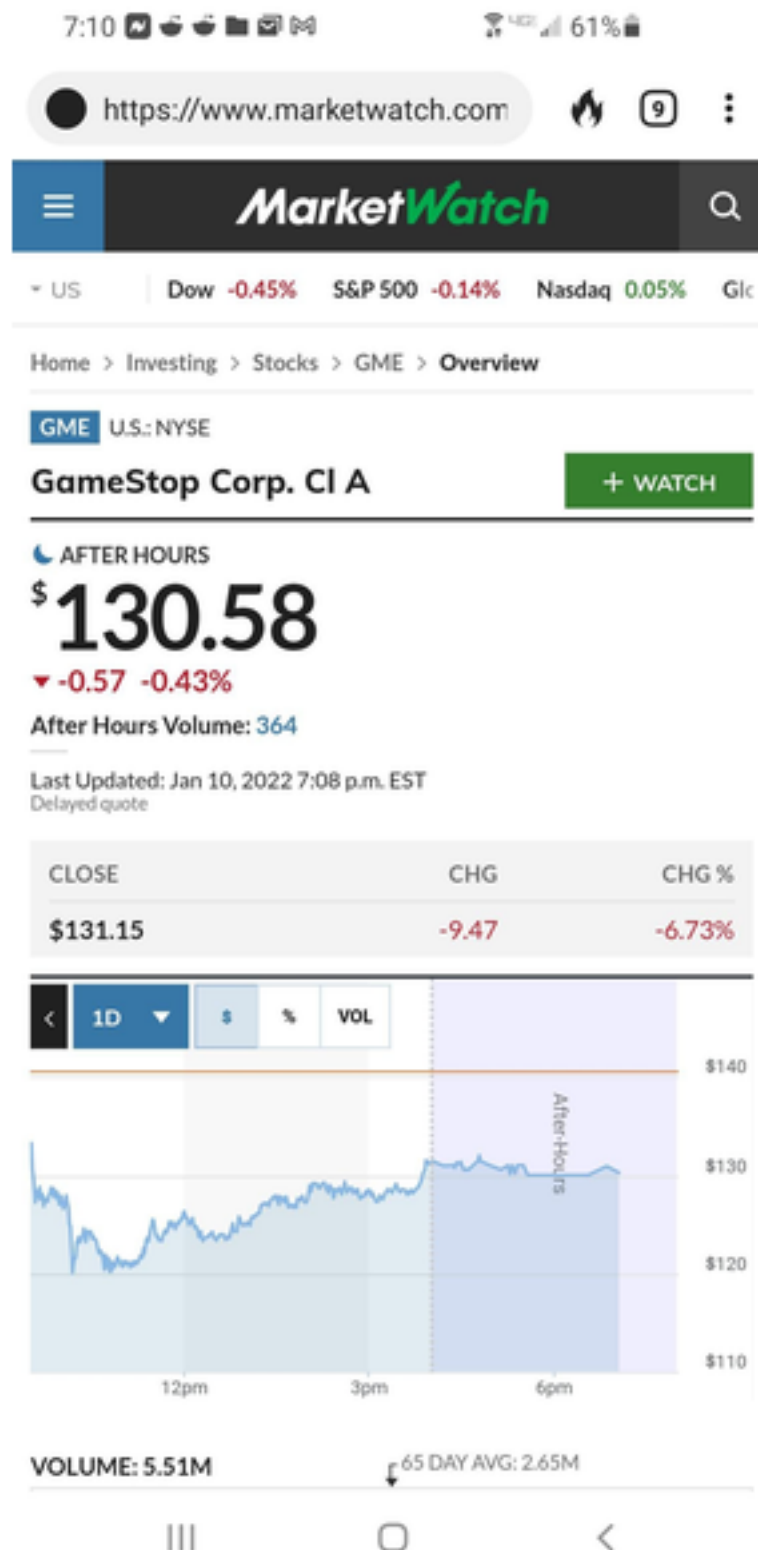 7:10 61%
https://www.marketwatch.com 9
MarketWatch
US Dow -0.45% S&P 500 -0.14% Nasdaq 0.05%
Home > Investing > Stocks > GME > Overview
GME U.S.: NYSE
GameStop Corp. Cl A + WATCH
AFTER HOURS
$130.58
-0.57 -0.43%
After Hours Volume: 364
Last Updated: Jan 10, 2022 7:08 p.m. EST
Delayed quote
CLOSE CHG CHG %
$131.15 -9.47 -6.73%
1D $ % VOL
$140
After-Hours
$130
$120
$110
12pm 3pm 6pm
VOLUME: 5.51M 65 DAY AVG: 2.65M